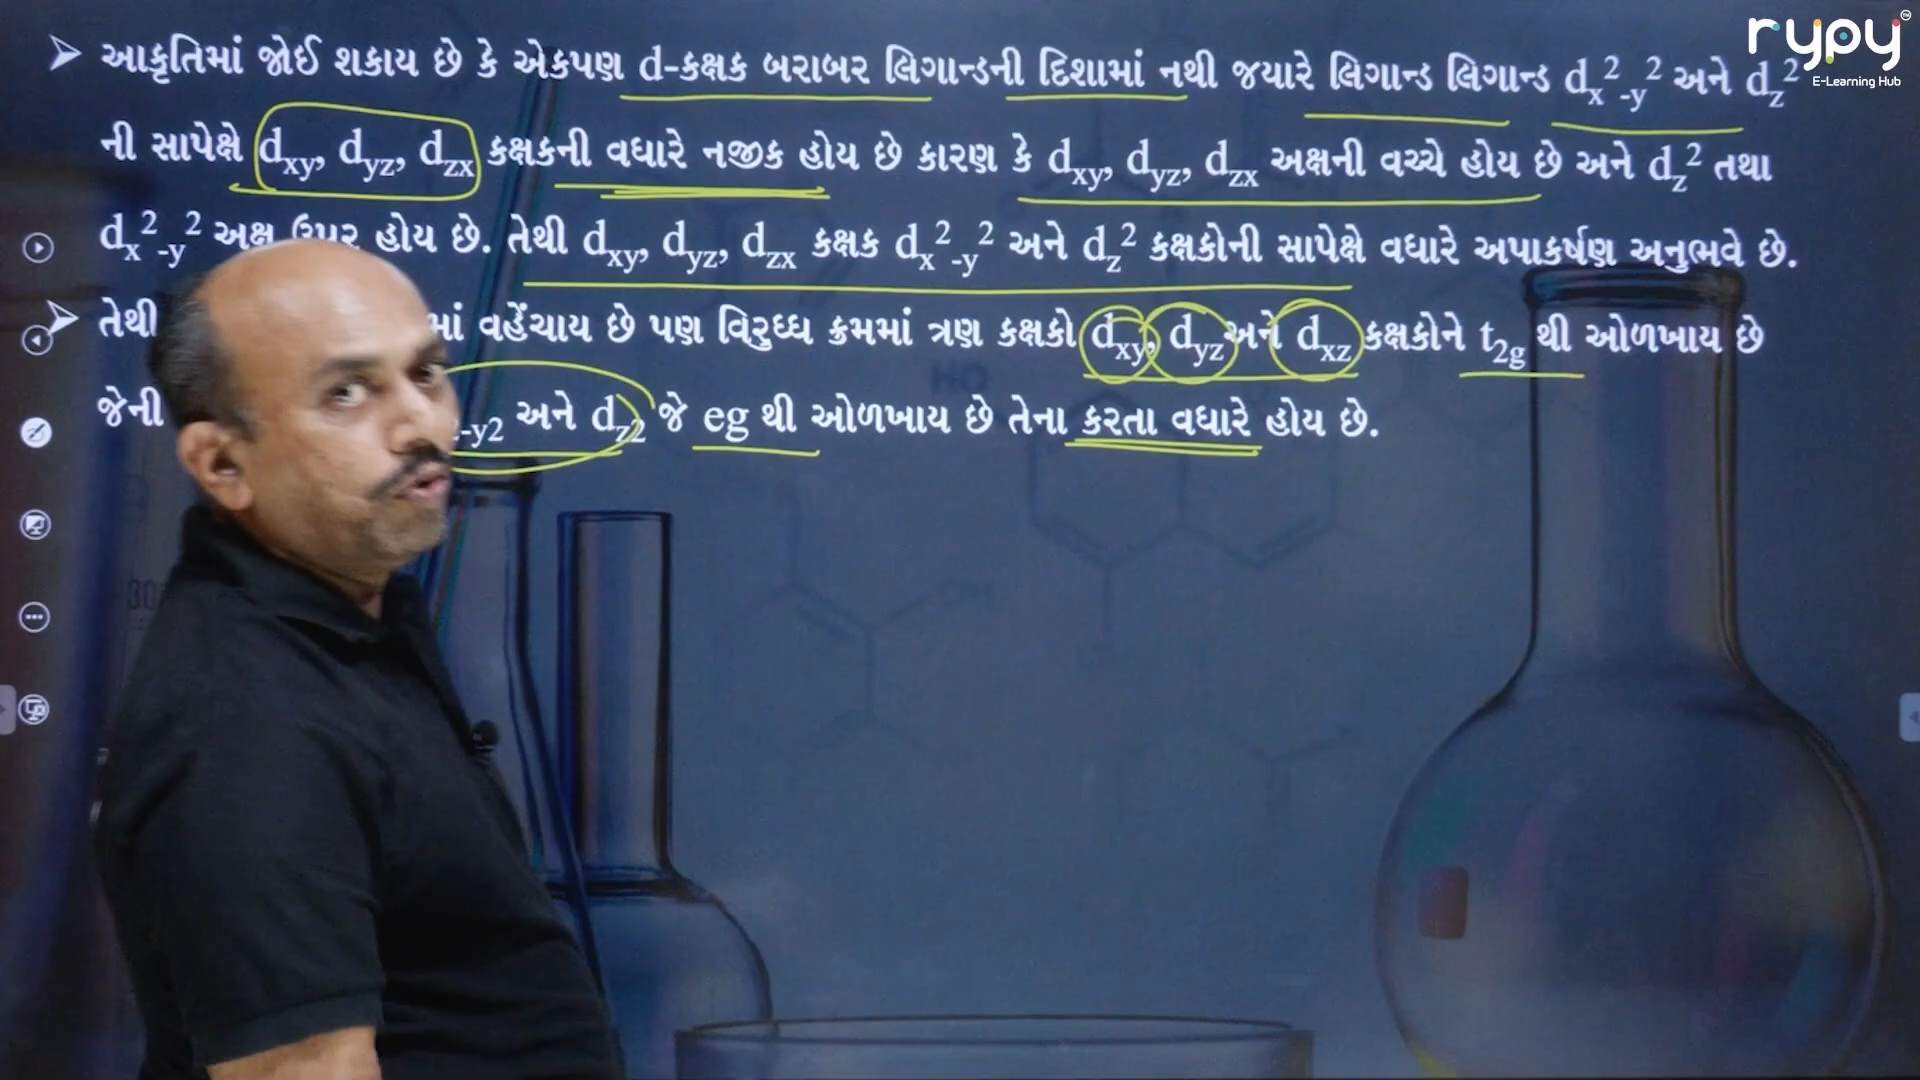 rypy™
E-Learning Hub
➤ આકૃતિમાં જોઈ શકાય છે કે એકપણ d-કક્ષક બરાબર લિગાન્ડની દિશામાં નથી જયારે લિગાન્ડ લિગાન્ડ dx²-y² અને dz²
ની સાપેક્ષે dxy, dyz, dzx કક્ષકની વધારે નજીક હોય છે કારણ કે dxy, dyz, dzx અક્ષની વચ્ચે હોય છે અને dz² તથા
dx²-y² અક્ષ ઉપર હોય છે. તેથી dxy, dyz, dzx કક્ષક dx²-y² અને dz² કક્ષકોની સાપેક્ષે વધારે અપાકર્ષણ અનુભવે છે.
➤ તેથી માં વહેંચાય છે પણ વિરુધ્ધ ક્રમમાં ત્રણ કક્ષકો dxy, dyz અને dxz કક્ષકોને t2g થી ઓળખાય છે
જેની -y2 અને dz2 જે eg થી ઓળખાય છે તેના કરતા વધારે હોય છે.